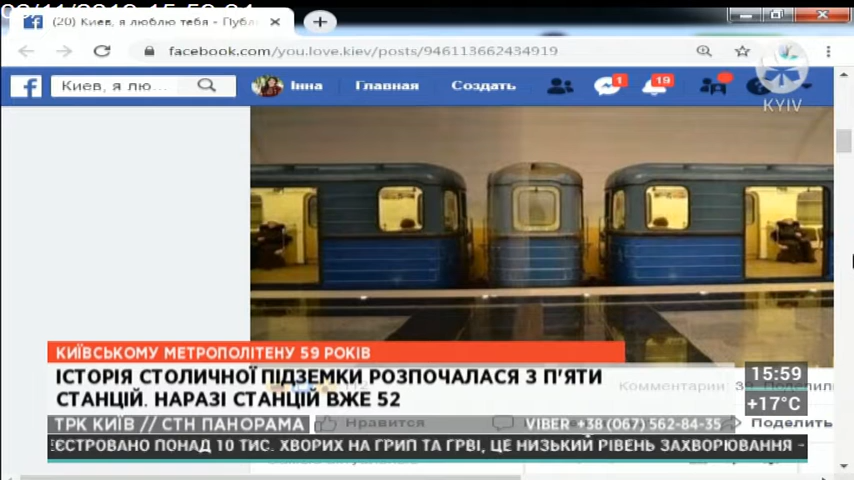 (20) Киев, я люблю тебя - Публ
facebook.com/you.love.kiev/posts/946113662434919
Киев, я лю...
Інна
Главная
Создать
1
19
KYIV
КИЇВСЬКОМУ МЕТРОПОЛІТЕНУ 59 РОКІВ
ІСТОРІЯ СТОЛИЧНОЇ ПІДЗЕМКИ РОЗПОЧАЛАСЯ З П'ЯТИ
СТАНЦІЙ. НАРАЗІ СТАНЦІЙ ВЖЕ 52
15:59
+17°C
Комментарии: 39
Нравится
Поделить
ТРК КИЇВ // СТН ПАНОРАМА
VIBER +38 (067) 562-84-35
ЄСТРОВАНО ПОНАД 10 ТИС. ХВОРИХ НА ГРИП ТА ГРВІ, ЦЕ НИЗЬКИЙ РІВЕНЬ ЗАХВОРЮВАННЯ -